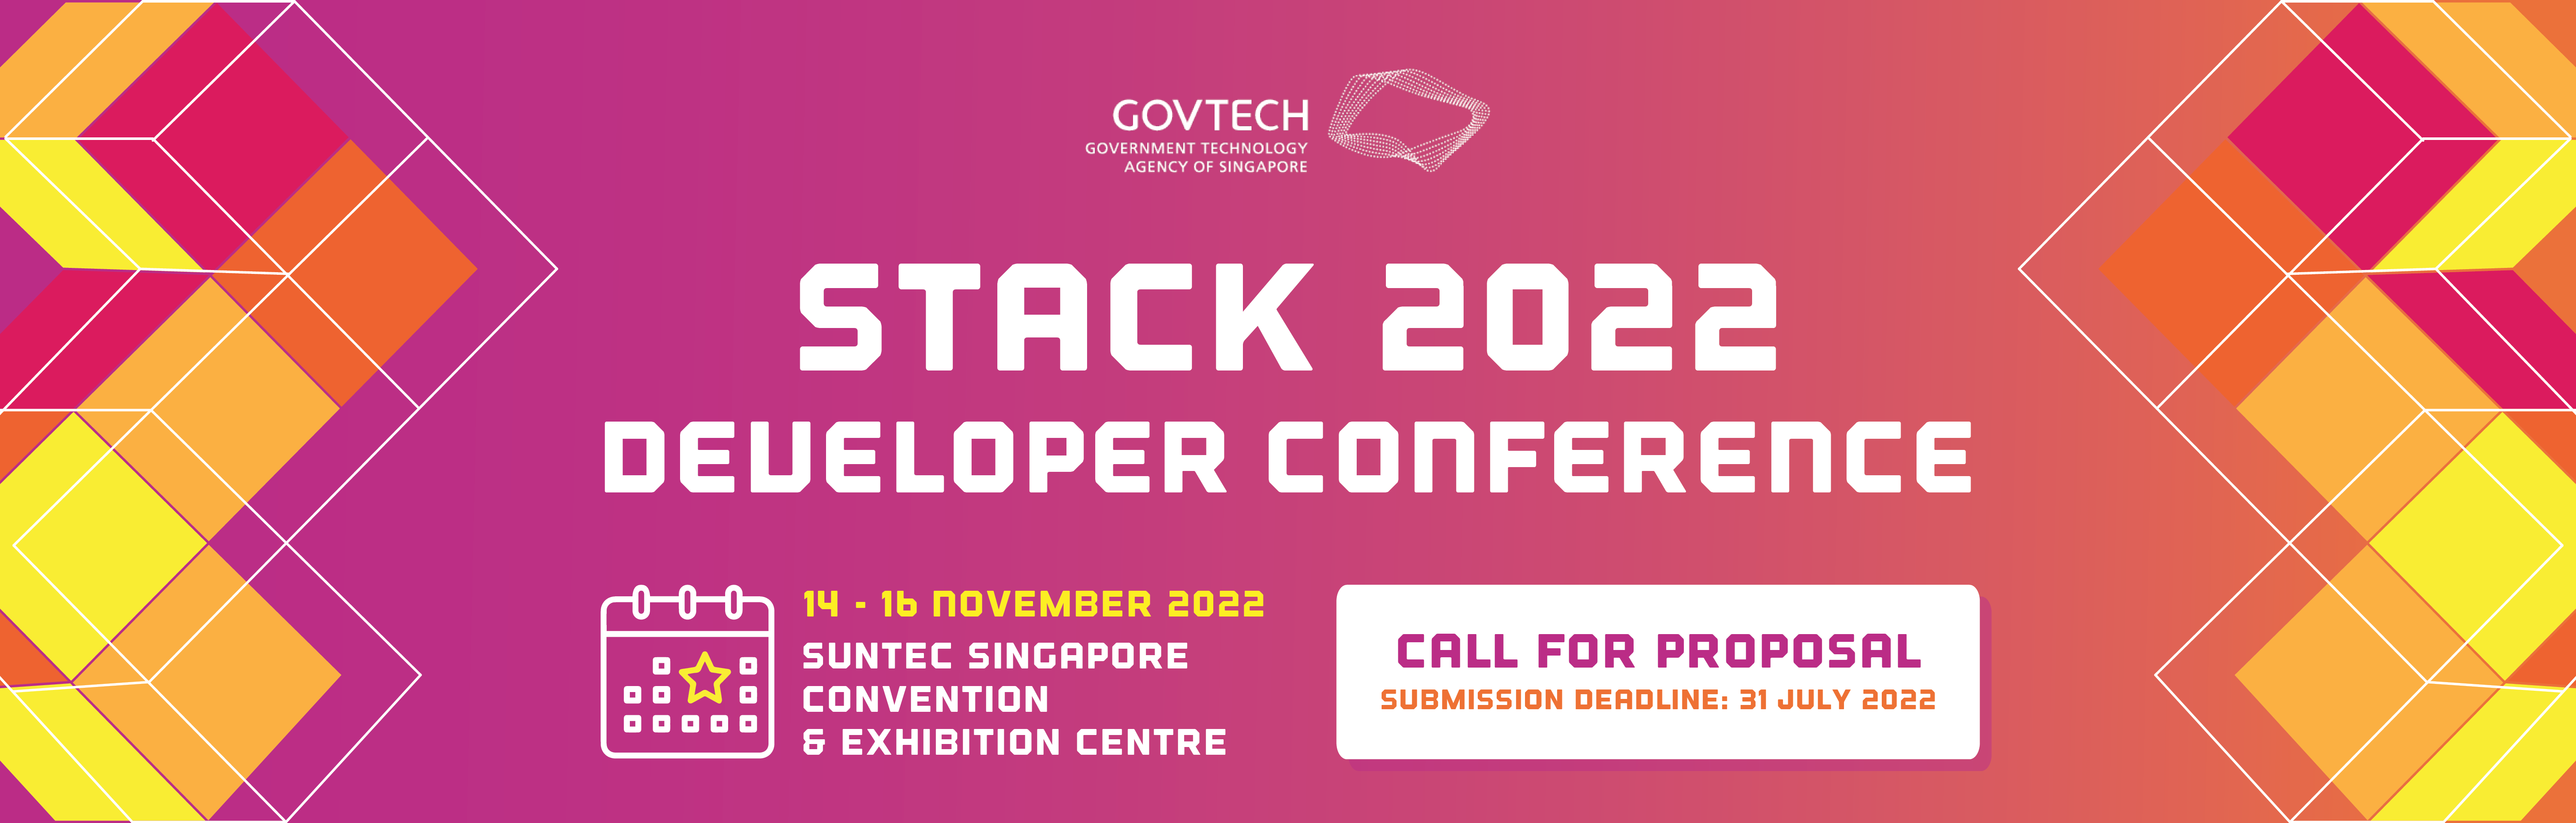 GOVTECH
GOVERNMENT TECHNOLOGY
AGENCY OF SINGAPORE
STACK 2022
DEVELOPER CONFERENCE
14 - 16 NOVEMBER 2022
SUNTEC SINGAPORE
CONVENTION
& EXHIBITION CENTRE
CALL FOR PROPOSAL
SUBMISSION DEADLINE: 31 JULY 2022